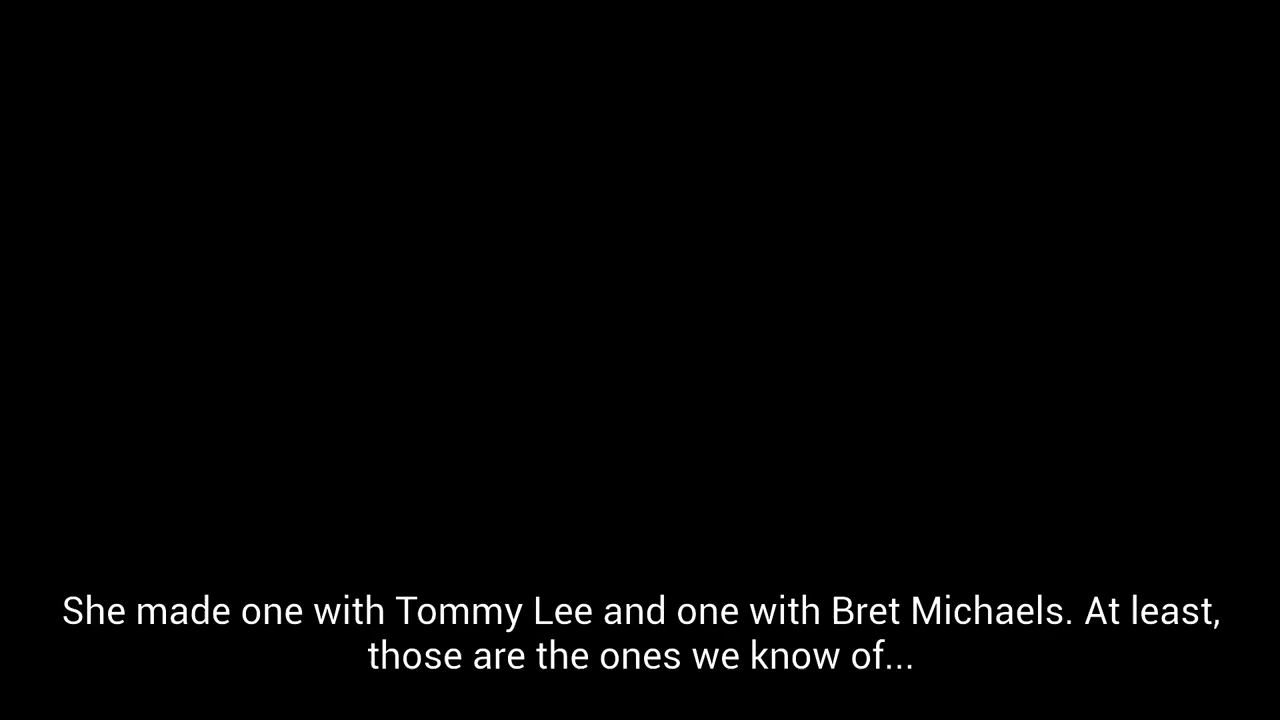 She made one with Tommy Lee and one with Bret Michaels. At least,
those are the ones we know of...